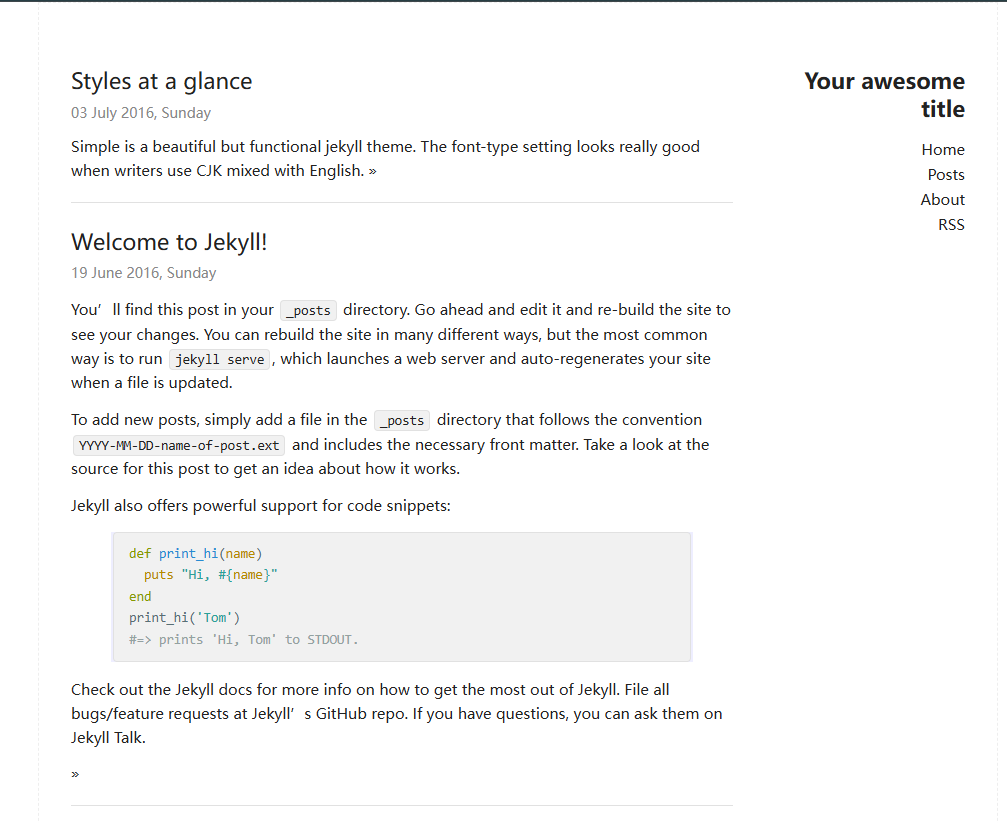 Styles at a glance
03 July 2016, Sunday
Simple is a beautiful but functional jekyll theme. The font-type setting looks really good
when writers use CJK mixed with English. »
Welcome to Jekyll!
19 June 2016, Sunday
You’ll find this post in your _posts directory. Go ahead and edit it and re-build the site to
see your changes. You can rebuild the site in many different ways, but the most common
way is to run jekyll serve, which launches a web server and auto-regenerates your site
when a file is updated.
To add new posts, simply add a file in the _posts directory that follows the convention
YYYY-MM-DD-name-of-post.ext and includes the necessary front matter. Take a look at the
source for this post to get an idea about how it works.
Jekyll also offers powerful support for code snippets:
def print_hi(name)
  puts "Hi, #{name}"
end
print_hi('Tom')
#=> prints 'Hi, Tom' to STDOUT.
Check out the Jekyll docs for more info on how to get the most out of Jekyll. File all
bugs/feature requests at Jekyll’s GitHub repo. If you have questions, you can ask them on
Jekyll Talk.
»
Your awesome
title
Home
Posts
About
RSS